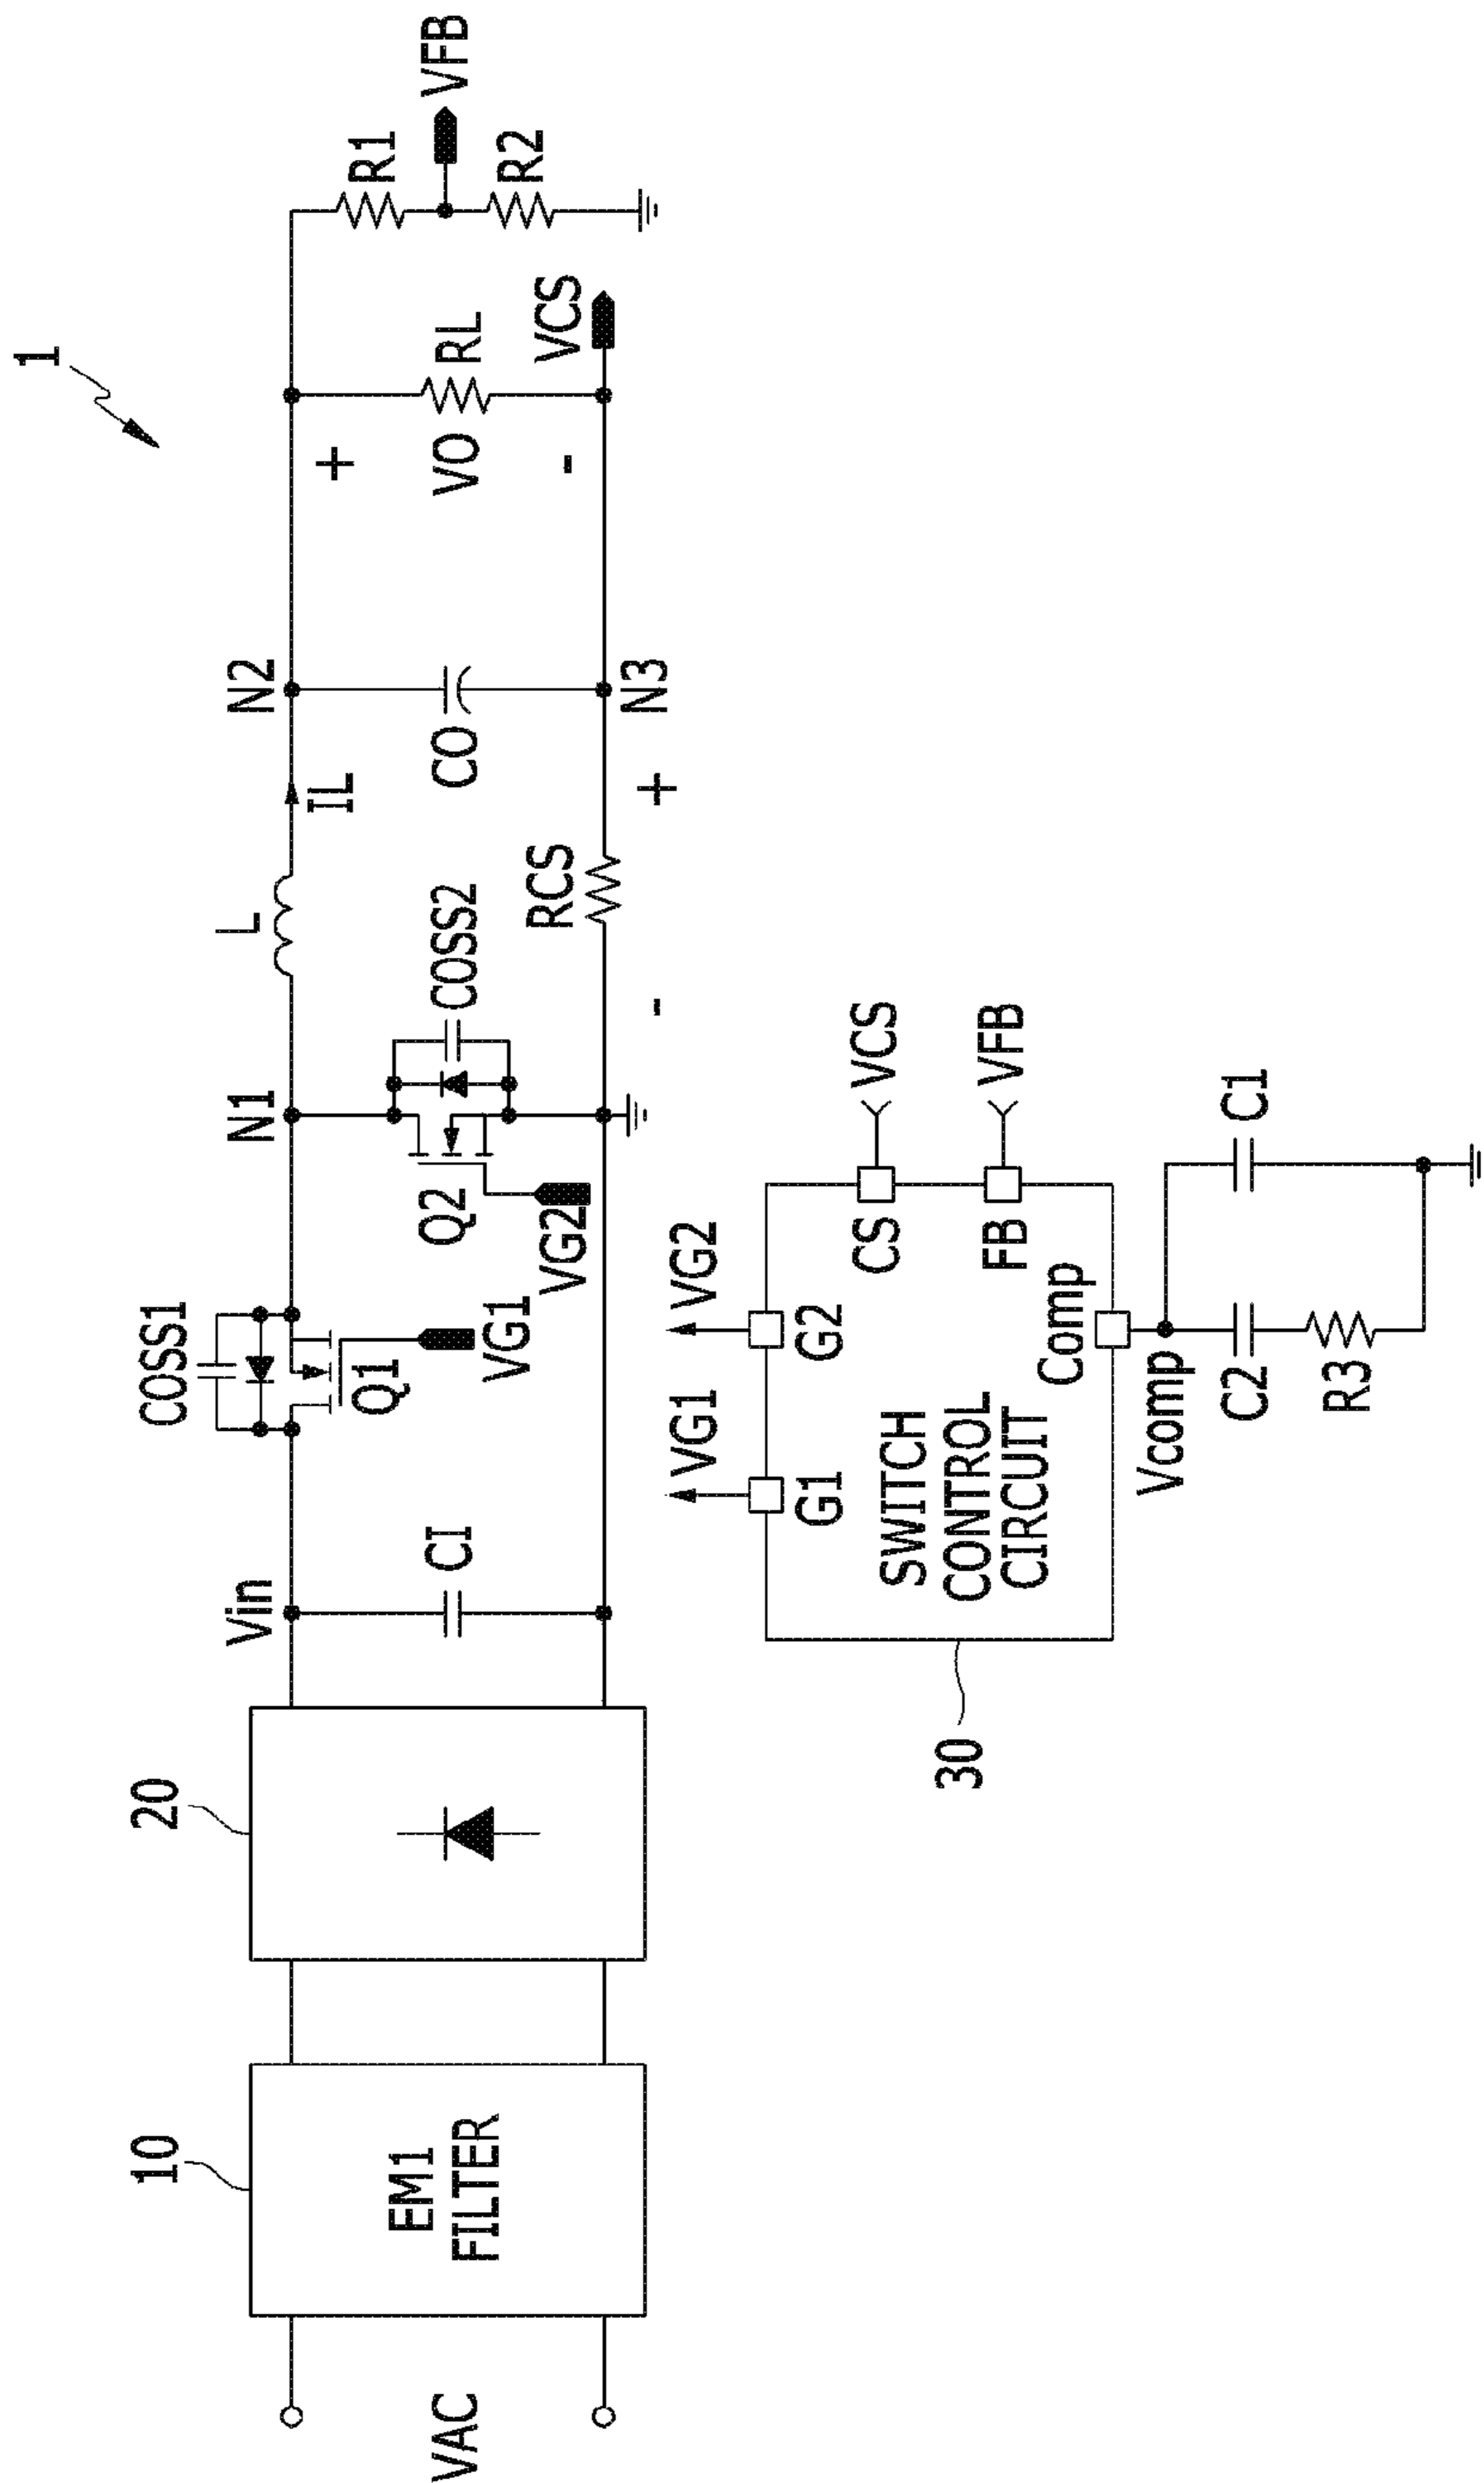 1
10
20
COSS1
Vin
N1
L
N2
IL
VAC
EM1
FILTER
CI
Q1
VG1
Q2
VG2
COSS2
RCS
-
+
CO
N3
+
VO
-
RL
VCS
R1
R2
VFB
VG1
VG2
G1
G2
30
SWITCH
CONTROL
CIRCUIT
CS
VCS
FB
VFB
Comp
Vcomp
C2
C1
R3